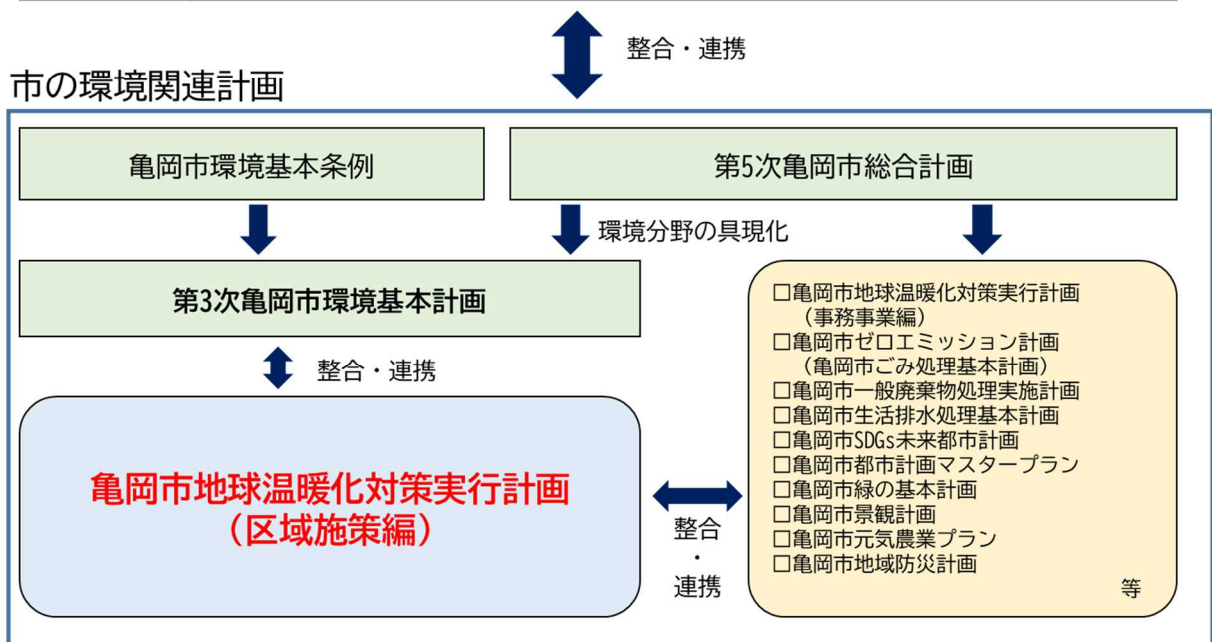 整合・連携
市の環境関連計画
亀岡市環境基本条例
第5次亀岡市総合計画
環境分野の具現化
第3次亀岡市環境基本計画
整合・連携
亀岡市地球温暖化対策実行計画
（区域施策編）
整合
・
連携
□亀岡市地球温暖化対策実行計画
（事務事業編）
□亀岡市ゼロエミッション計画
（亀岡市ごみ処理基本計画）
□亀岡市一般廃棄物処理実施計画
□亀岡市生活排水処理基本計画
□亀岡市SDGs未来都市計画
□亀岡市都市計画マスタープラン
□亀岡市緑の基本計画
□亀岡市景観計画
□亀岡市元気農業プラン
□亀岡市地域防災計画
等